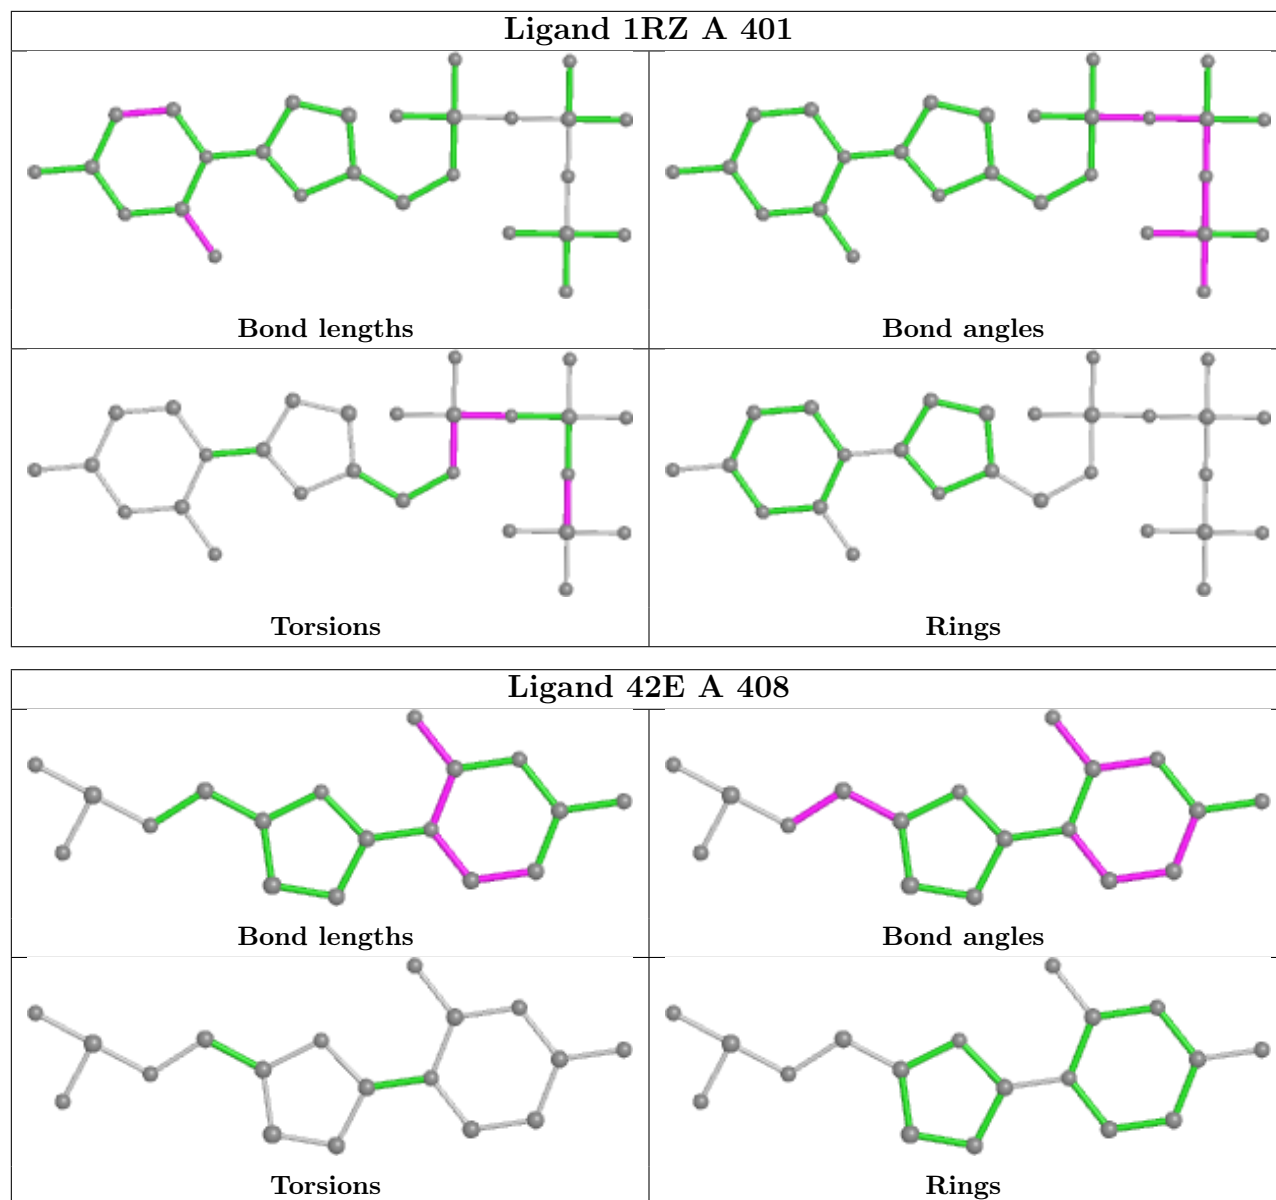 Ligand 1RZ A 401
Bond lengths
Bond angles
Torsions
Rings
Ligand 42E A 408
Bond lengths
Bond angles
Torsions
Rings